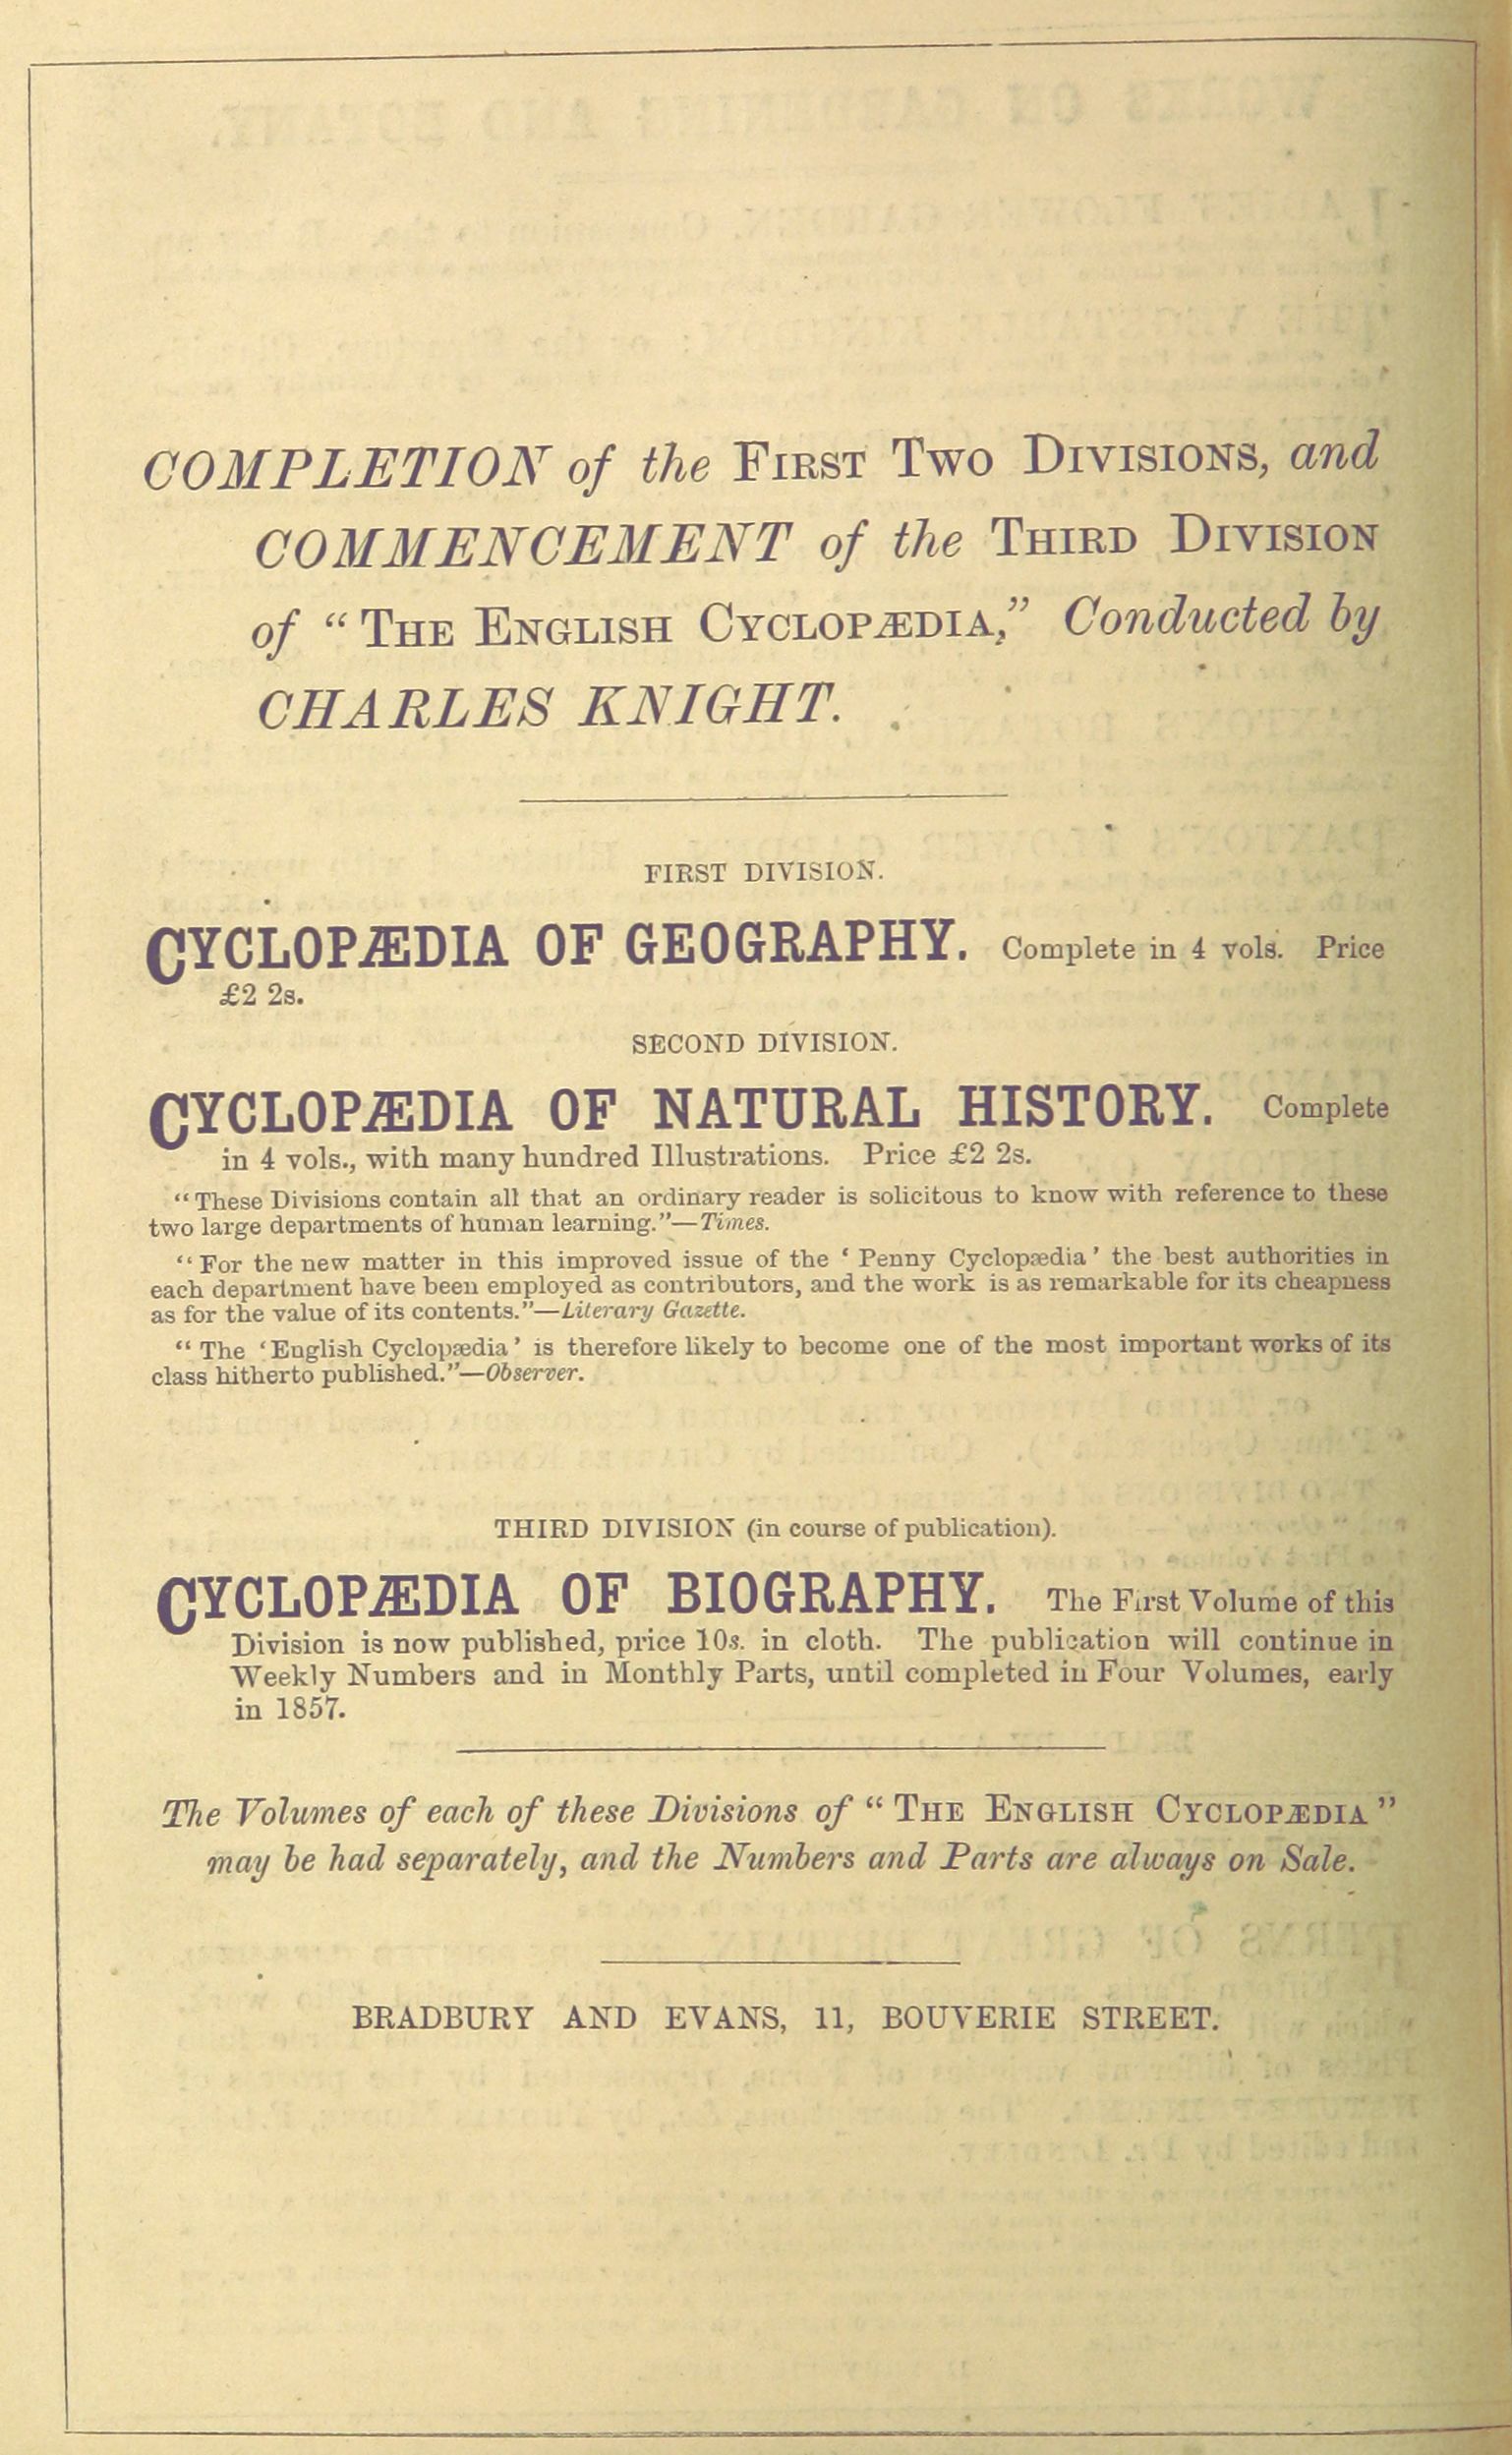 COMPLETION of the First Two Divisions, and
COMMENCEMENT of the Third Division
of “The English Cyclopædia,” Conducted by
CHARLES KNIGHT.
FIRST DIVISION.
CYCLOPÆDIA OF GEOGRAPHY. Complete in 4 vols. Price
£2 2s.
SECOND DIVISION.
CYCLOPÆDIA OF NATURAL HISTORY. Complete
in 4 vols., with many hundred Illustrations. Price £2 2s.
“These Divisions contain all that an ordinary reader is solicitous to know with reference to these
two large departments of human learning.”—Times.
“For the new matter in this improved issue of the ‘Penny Cyclopædia’ the best authorities in
each department have been employed as contributors, and the work is as remarkable for its cheapness
as for the value of its contents.”—Literary Gazette.
“The ‘English Cyclopædia’ is therefore likely to become one of the most important works of its
class hitherto published.”—Observer.
THIRD DIVISION (in course of publication).
CYCLOPÆDIA OF BIOGRAPHY. The First Volume of this
Division is now published, price 10s. in cloth. The publication will continue in
Weekly Numbers and in Monthly Parts, until completed in Four Volumes, early
in 1857.
The Volumes of each of these Divisions of “The English Cyclopædia”
may be had separately, and the Numbers and Parts are always on Sale.
BRADBURY AND EVANS, 11, BOUVERIE STREET.